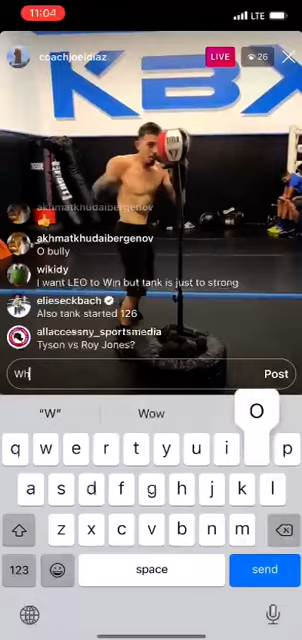 11:04
LTE
coachjoeldiaz
LIVE
26
KBX
akhmatkhudaibergenov
akhmatkhudaibergenov
O bully
wikidy
I want LEO to Win but tank is just to strong
elieseckbach
Also tank started 126
allaccessny_sportsmedia
Tyson vs Roy Jones?
Wh
Post
“W”
Wow
O
q w e r t y u i p
a s d f g h j k l
z x c v b n m
123
space
send